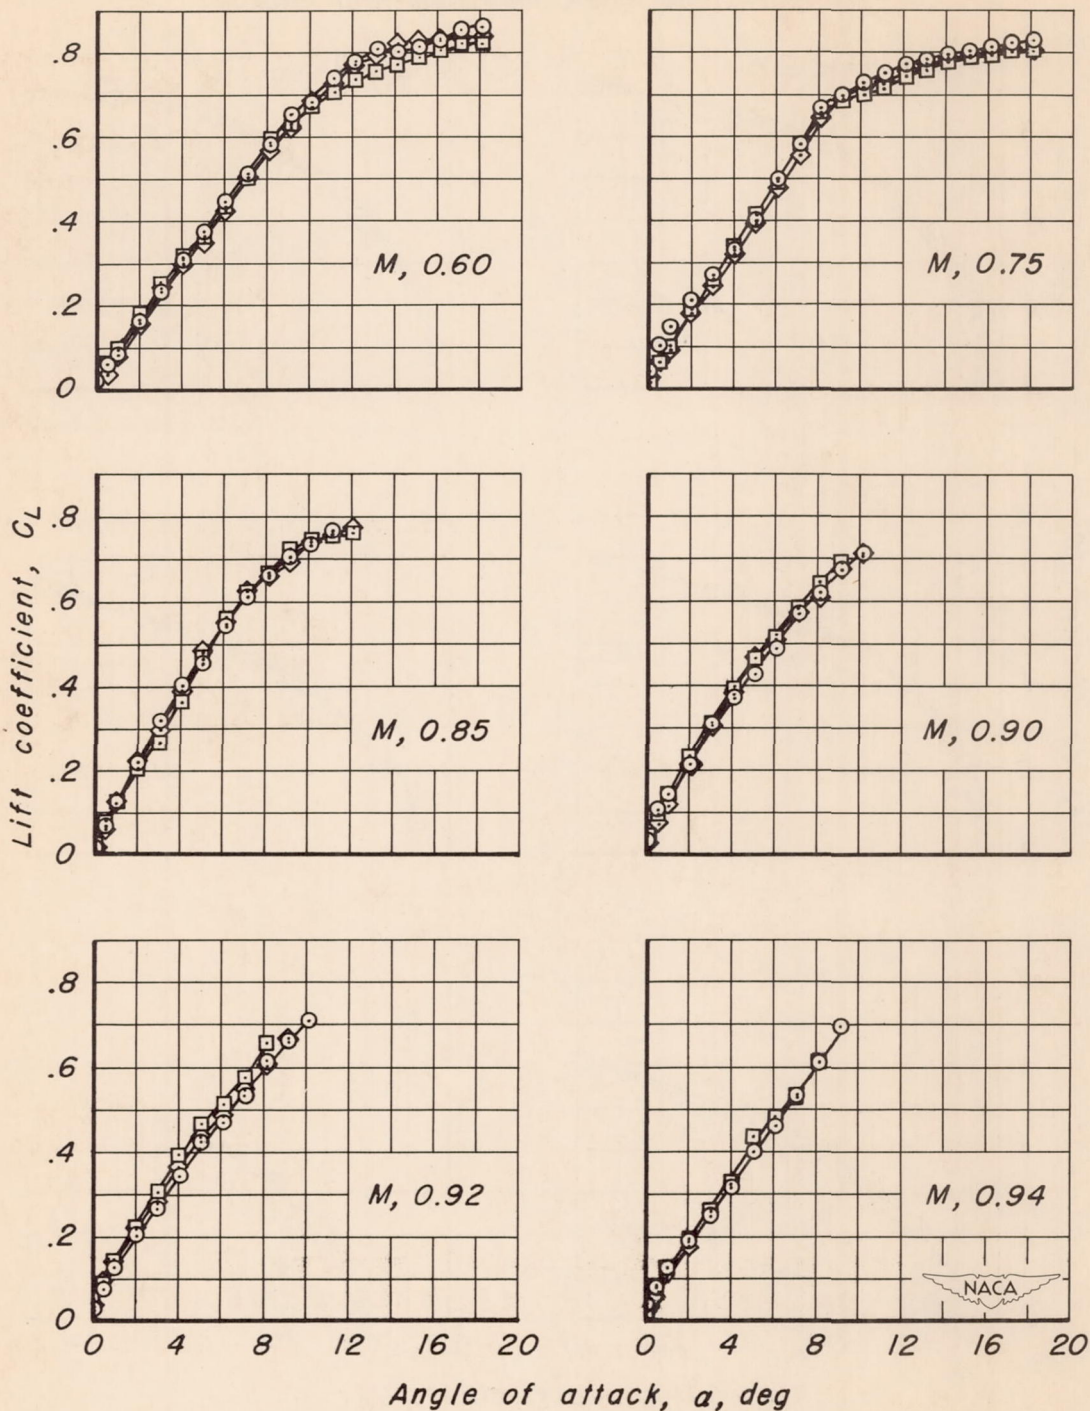 .8
.6
.4
.2
0
M, 0.60
M, 0.75
Lift coefficient, CL
.8
.6
.4
.2
0
M, 0.85
M, 0.90
.8
.6
.4
.2
0
M, 0.92
M, 0.94
NACA
0 4 8 12 16 20
0 4 8 12 16 20
Angle of attack, α, deg